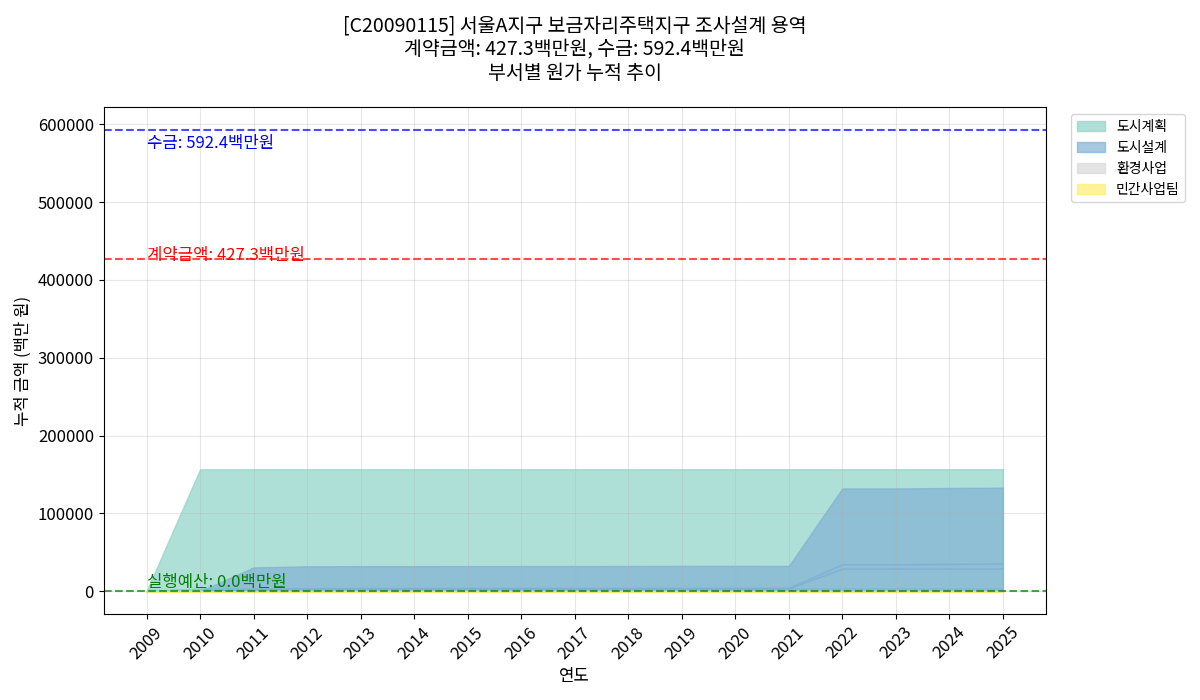 [C20090115] 서울A지구 보금자리주택지구 조사설계 용역
계약금액: 427.3백만원, 수금: 592.4백만원
부서별 원가 누적 추이
600000
500000
400000
300000
200000
100000
0
누적 금액 (백만 원)
수금: 592.4백만원
계약금액: 427.3백만원
실행예산: 0.0백만원
도시계획
도시설계
환경사업
민간사업팀
2009
2010
2011
2012
2013
2014
2015
2016
2017
2018
2019
2020
2021
2022
2023
2024
2025
연도